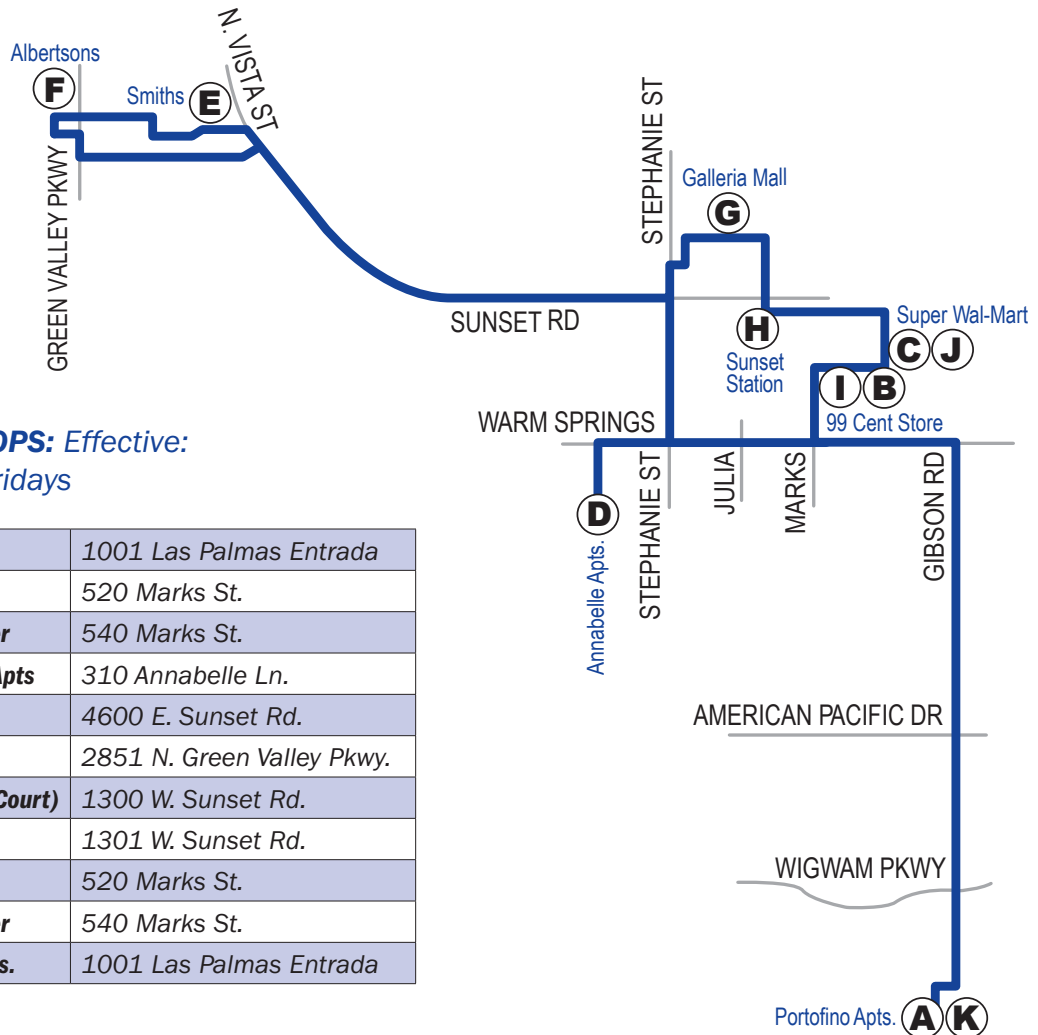 N. VISTA ST
Albertsons
F
Smiths
E
GREEN VALLEY PKWY
STEPHANIE ST
Galleria Mall
G
SUNSET RD
H
Sunset
Station
Super Wal-Mart
C J
I B
99 Cent Store
WARM SPRINGS
D
Annabelle Apts.
STEPHANIE ST
JULIA
MARKS
GIBSON RD
AMERICAN PACIFIC DR
WIGWAM PKWY
Portofino Apts.
A K
OPS: Effective:
ridays
1001 Las Palmas Entrada
520 Marks St.
er 540 Marks St.
Apts 310 Annabelle Ln.
4600 E. Sunset Rd.
2851 N. Green Valley Pkwy.
Court) 1300 W. Sunset Rd.
1301 W. Sunset Rd.
520 Marks St.
er 540 Marks St.
s. 1001 Las Palmas Entrada